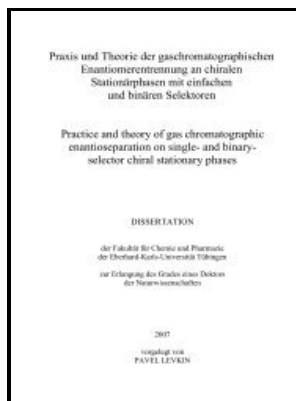 Praxis und Theorie der gaschromatographischen
Enantiomerentrennung an chiralen
Stationärphasen mit einfachen
und binären Selektoren
Practice and theory of gas chromatographic
enantioseparation on single- and binary-
selector chiral stationary phases
DISSERTATION
der Fakultät für Chemie und Pharmazie
der Eberhard-Karls-Universität Tübingen
zur Erlangung des Grades eines Doktors
der Naturwissenschaften
2007
vorgelegt von
PAVEL LEVKIN